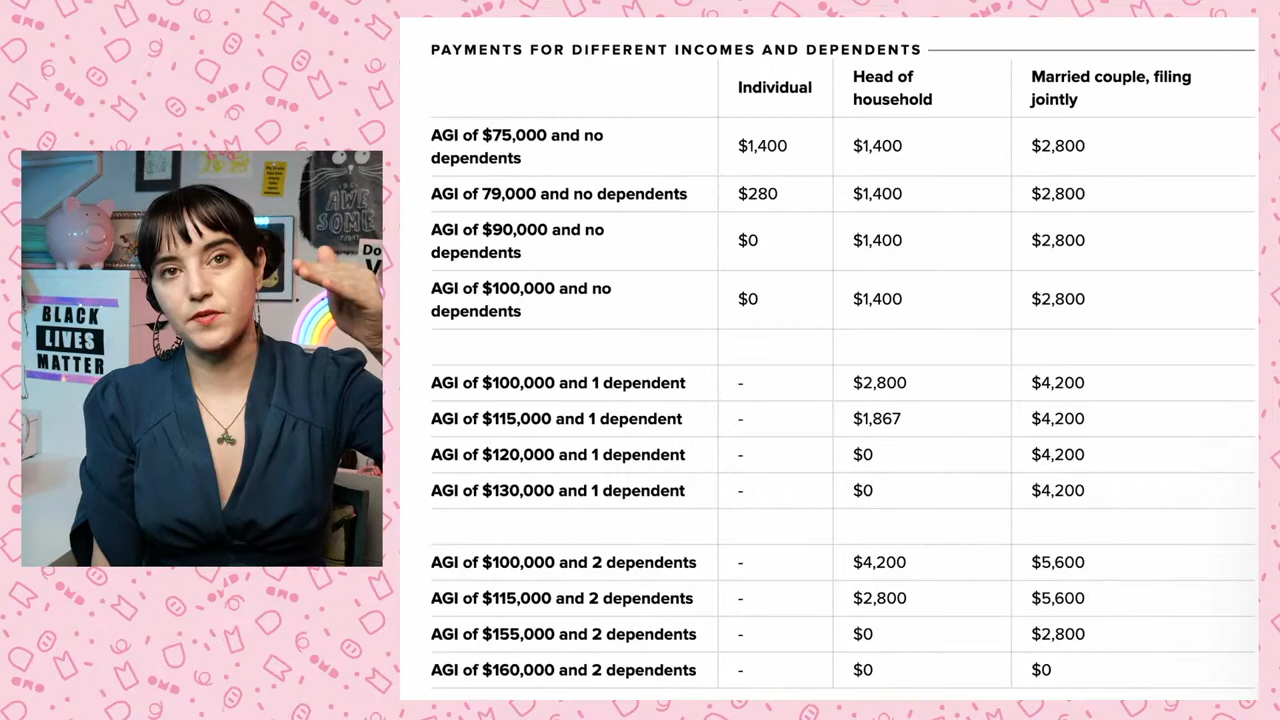 PAYMENTS FOR DIFFERENT INCOMES AND DEPENDENTS
Individual
Head of
household
Married couple, filing
jointly
AGI of $75,000 and no
dependents
$1,400
$1,400
$2,800
AGI of 79,000 and no dependents
$280
$1,400
$2,800
AGI of $90,000 and no
dependents
$0
$1,400
$2,800
AGI of $100,000 and no
dependents
$0
$1,400
$2,800
AGI of $100,000 and 1 dependent
-
$2,800
$4,200
AGI of $115,000 and 1 dependent
-
$1,867
$4,200
AGI of $120,000 and 1 dependent
-
$0
$4,200
AGI of $130,000 and 1 dependent
-
$0
$4,200
AGI of $100,000 and 2 dependents
-
$4,200
$5,600
AGI of $115,000 and 2 dependents
-
$2,800
$5,600
AGI of $155,000 and 2 dependents
-
$0
$2,800
AGI of $160,000 and 2 dependents
-
$0
$0
BLACK
LIVES
MATTER
AWE
SOME
Do
V